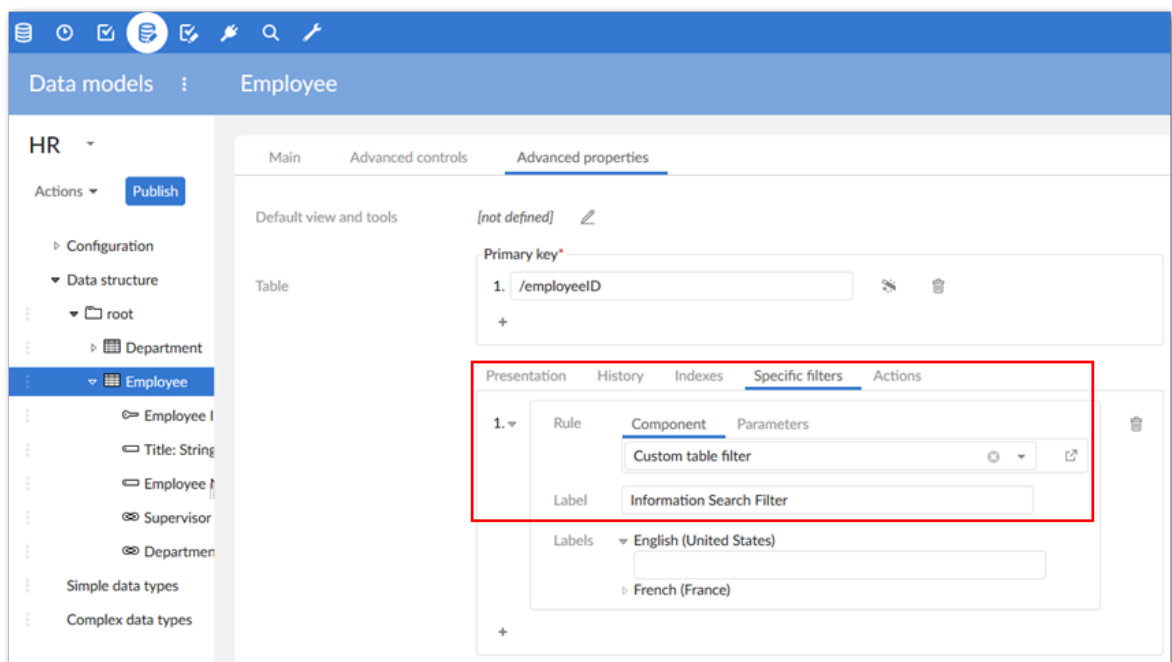 Data models
Employee
HR
Actions
Publish
Configuration
Data structure
root
Department
Employee
Employee I
Title: String
Employee
Supervisor
Departmen
Simple data types
Complex data types
Main Advanced controls Advanced properties
Default view and tools [not defined]
Table
Primary key*
1. /employeeID
+
Presentation History Indexes Specific filters Actions
1. Rule Component Parameters
Custom table filter
Label Information Search Filter
Labels English (United States)
French (France)
+